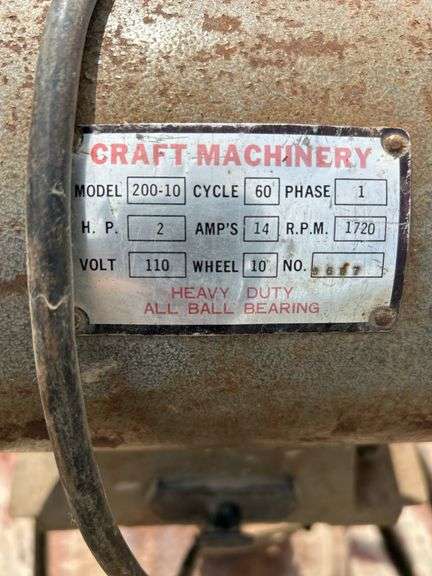 CRAFT MACHINERY
MODEL 200-10 CYCLE 60 PHASE 1
H. P. 2 AMP'S 14 R.P.M. 1720
VOLT 110 WHEEL 10 NO.
HEAVY DUTY
ALL BALL BEARING